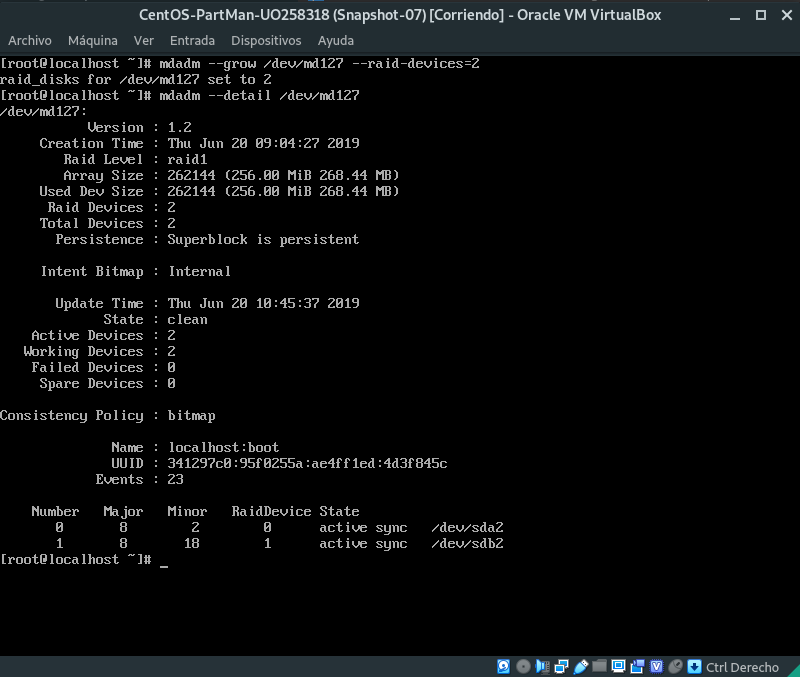 CentOS-PartMan-UO258318 (Snapshot-07) [Corriendo] - Oracle VM VirtualBox
Archivo Máquina Ver Entrada Dispositivos Ayuda
[root@localhost ~]# mdadm --grow /dev/md127 --raid-devices=2
raid_disks for /dev/md127 set to 2
[root@localhost ~]# mdadm --detail /dev/md127
/dev/md127:
Version : 1.2
Creation Time : Thu Jun 20 09:04:27 2019
Raid Level : raid1
Array Size : 262144 (256.00 MiB 268.44 MB)
Used Dev Size : 262144 (256.00 MiB 268.44 MB)
Raid Devices : 2
Total Devices : 2
Persistence : Superblock is persistent
Intent Bitmap : Internal
Update Time : Thu Jun 20 10:45:37 2019
State : clean
Active Devices : 2
Working Devices : 2
Failed Devices : 0
Spare Devices : 0
Consistency Policy : bitmap
Name : localhost:boot
UUID : 341297c0:95f0255a:ae4ff1ed:4d3f845c
Events : 23
Number Major Minor RaidDevice State
0 8 2 0 active sync /dev/sda2
1 8 18 1 active sync /dev/sdb2
[root@localhost ~]# _
Ctrl Derecho